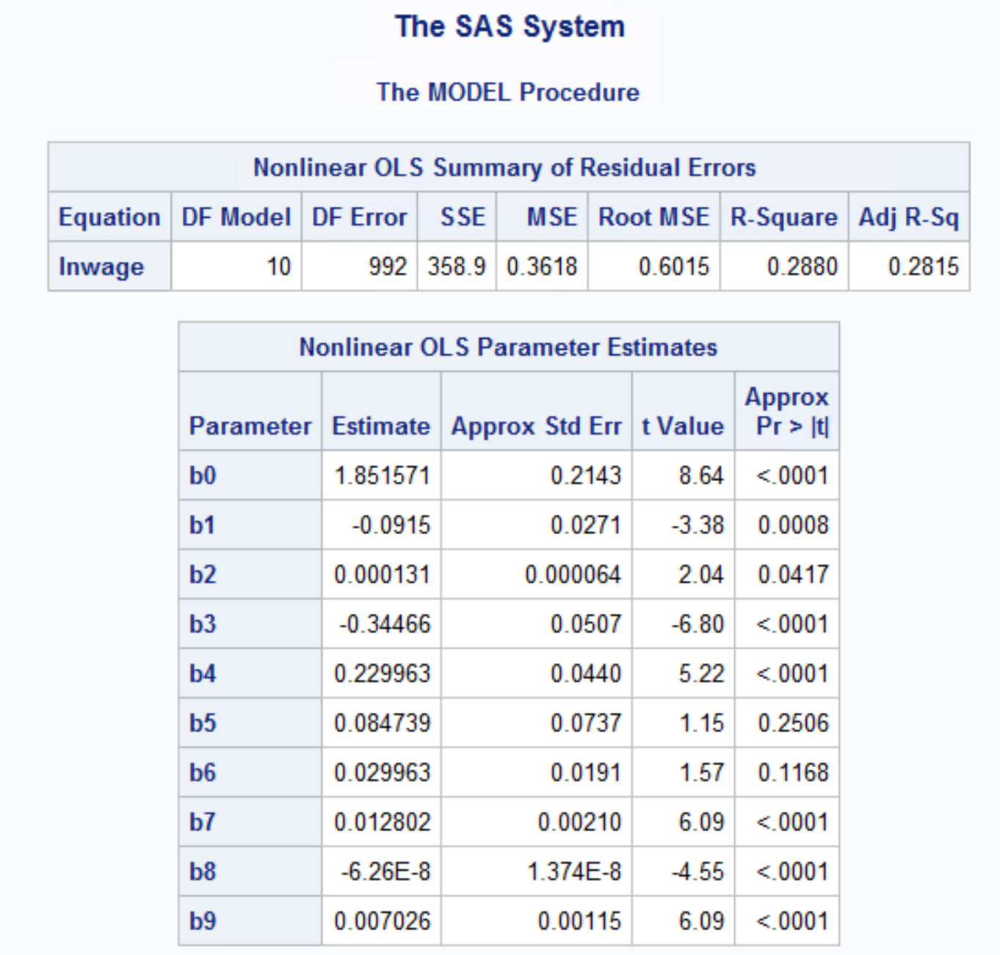 The SAS System
The MODEL Procedure
Nonlinear OLS Summary of Residual Errors
Equation DF Model DF Error SSE MSE Root MSE R-Square Adj R-Sq
lnwage 10 992 358.9 0.3618 0.6015 0.2880 0.2815
Nonlinear OLS Parameter Estimates
Parameter Estimate Approx Std Err t Value Approx Pr > |t|
b0 1.851571 0.2143 8.64 <.0001
b1 -0.0915 0.0271 -3.38 0.0008
b2 0.000131 0.000064 2.04 0.0417
b3 -0.34466 0.0507 -6.80 <.0001
b4 0.229963 0.0440 5.22 <.0001
b5 0.084739 0.0737 1.15 0.2506
b6 0.029963 0.0191 1.57 0.1168
b7 0.012802 0.00210 6.09 <.0001
b8 -6.26E-8 1.374E-8 -4.55 <.0001
b9 0.007026 0.00115 6.09 <.0001